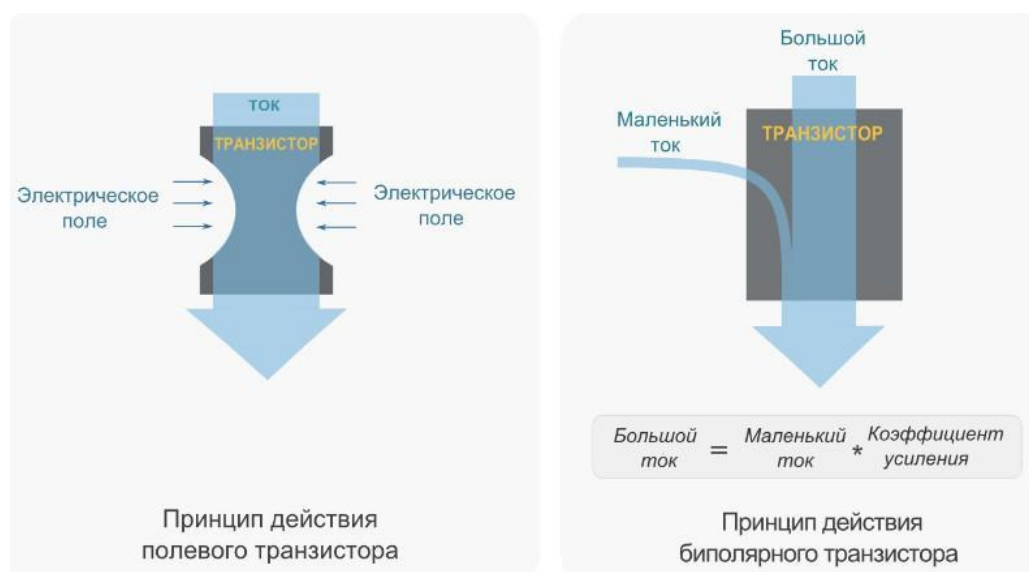 ТОК
ТРАНЗИСТОР
Электрическое
поле
Электрическое
поле
Принцип действия
полевого транзистора
Большой
ток
Маленький
ток
ТРАНЗИСТОР
Большой
ток
=
Маленький
ток
*
Коэффициент
усиления
Принцип действия
биполярного транзистора